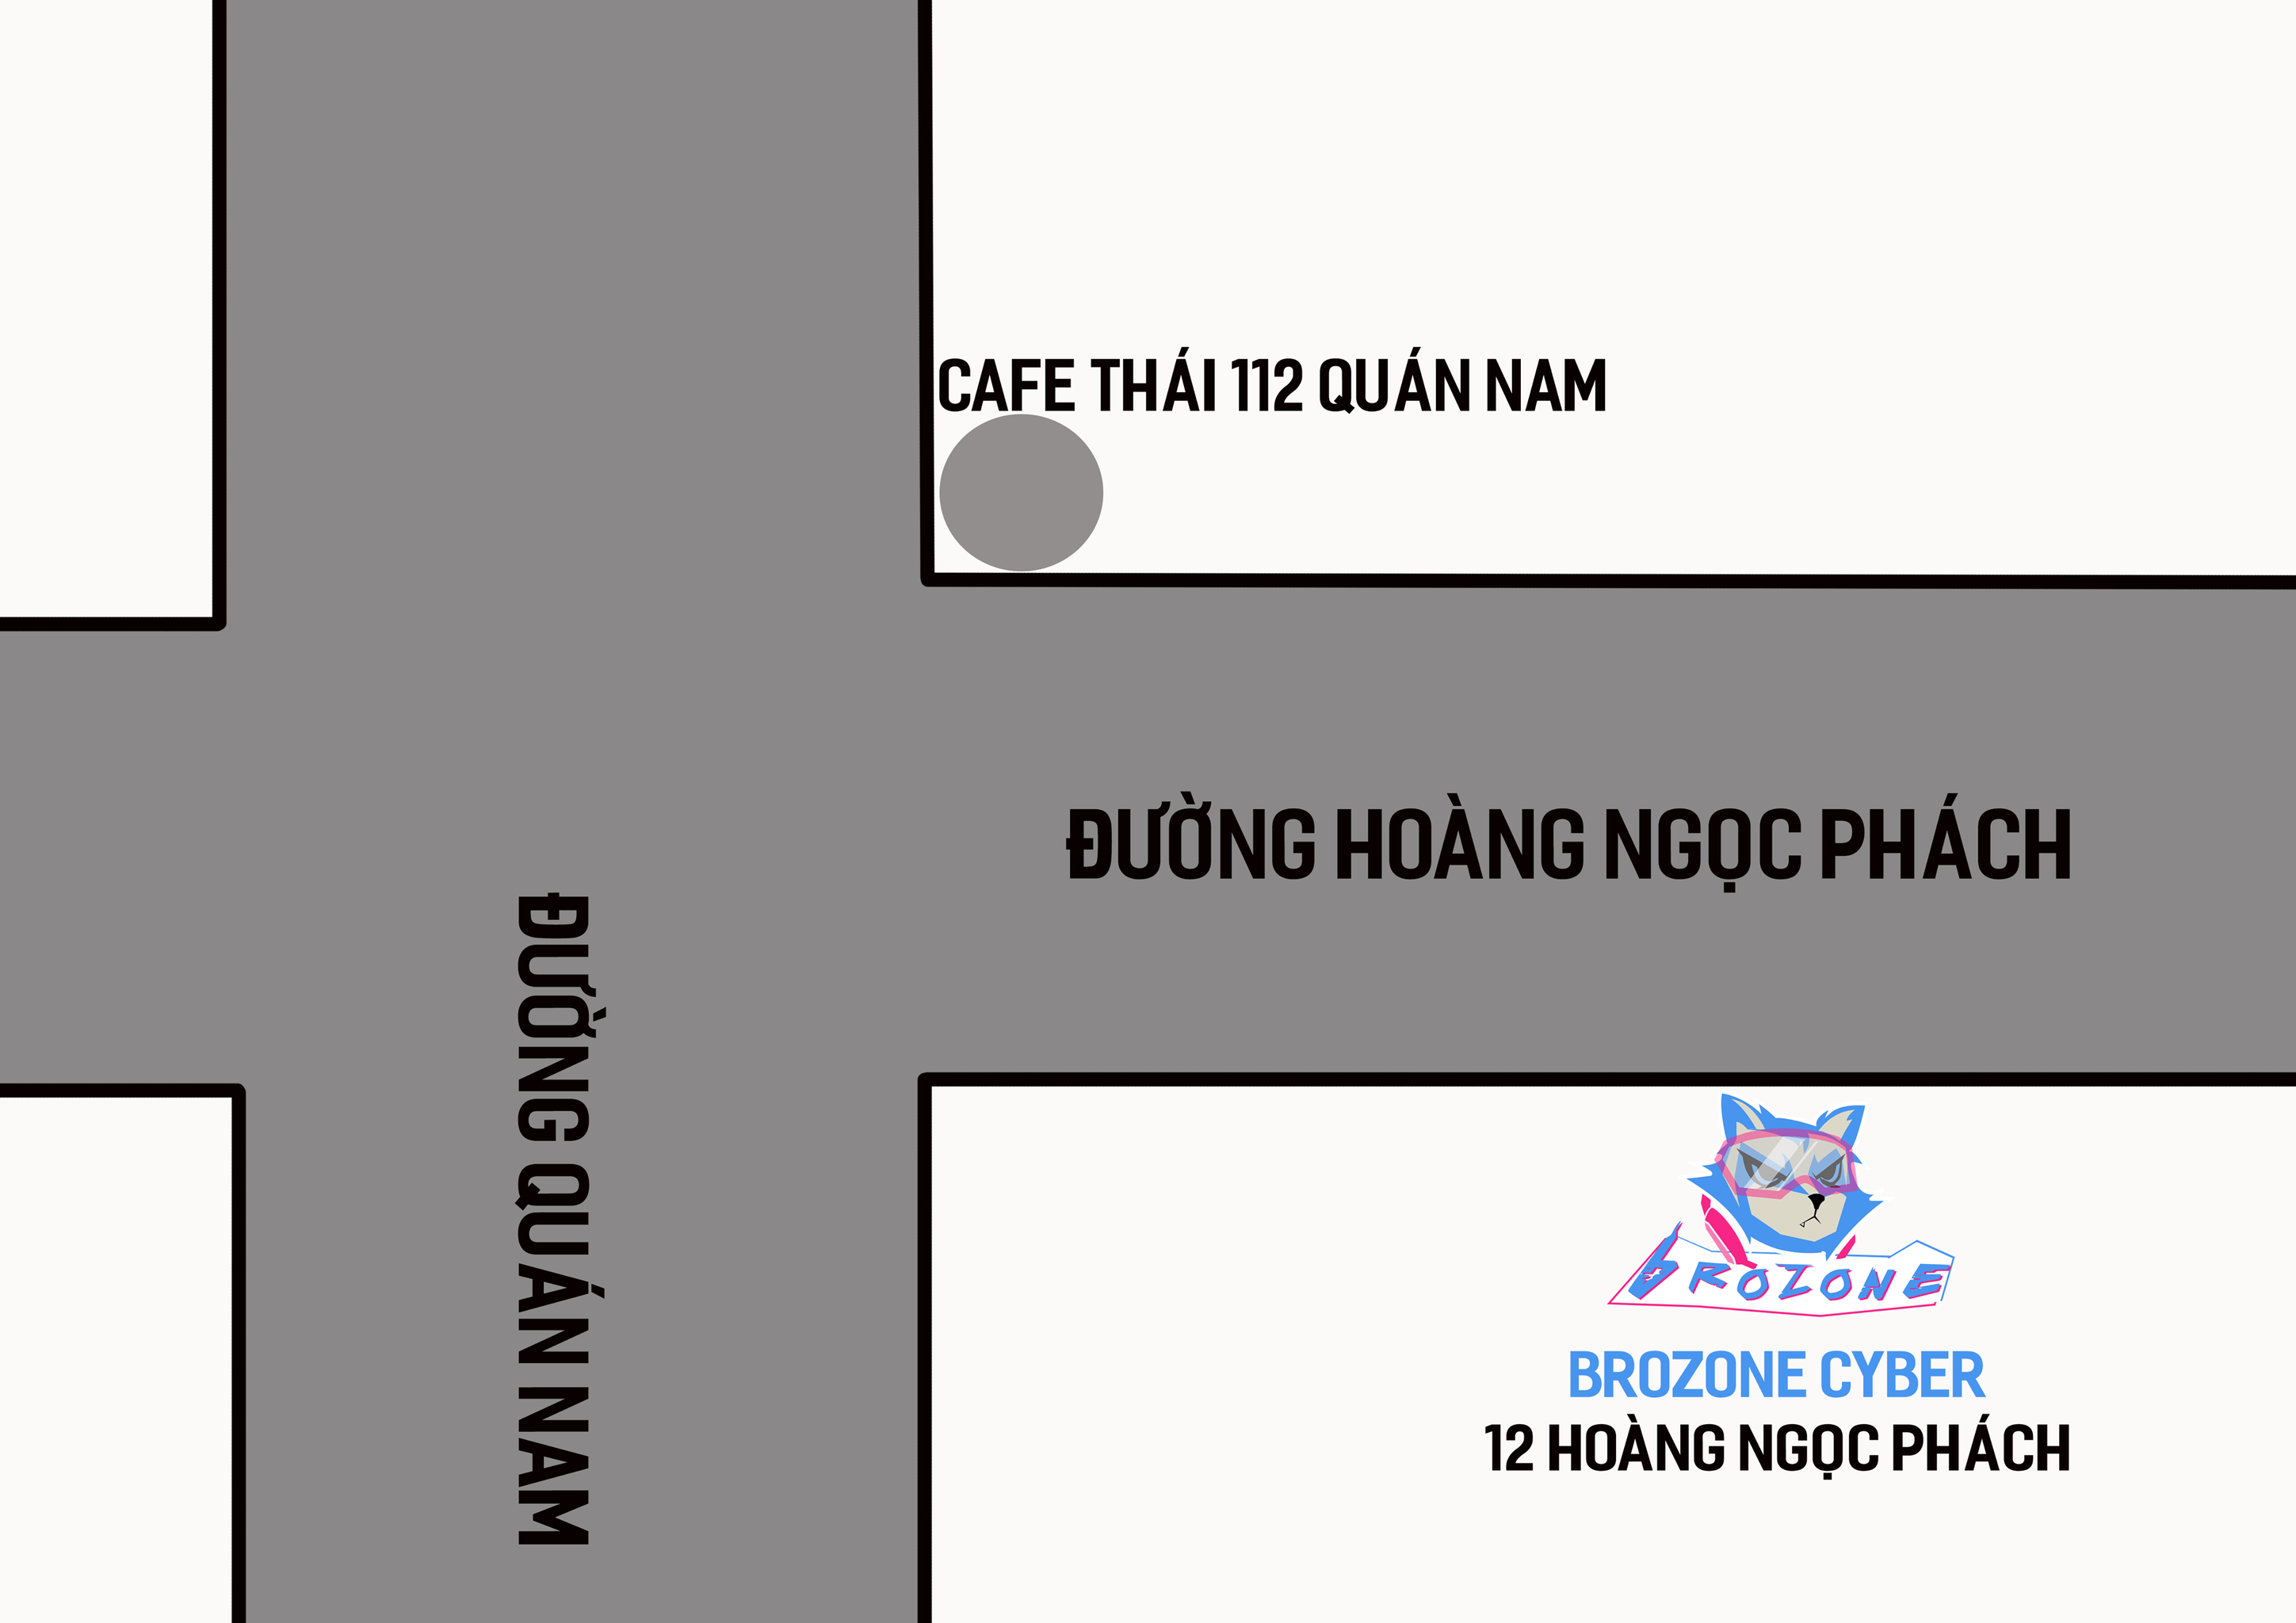 CAFE THÁI 112 QUÁN NAM
ĐƯỜNG HOÀNG NGỌC PHÁCH
ĐƯỜNG QUÁN NAM
BROZONE
BROZONE CYBER
12 HOÀNG NGỌC PHÁCH